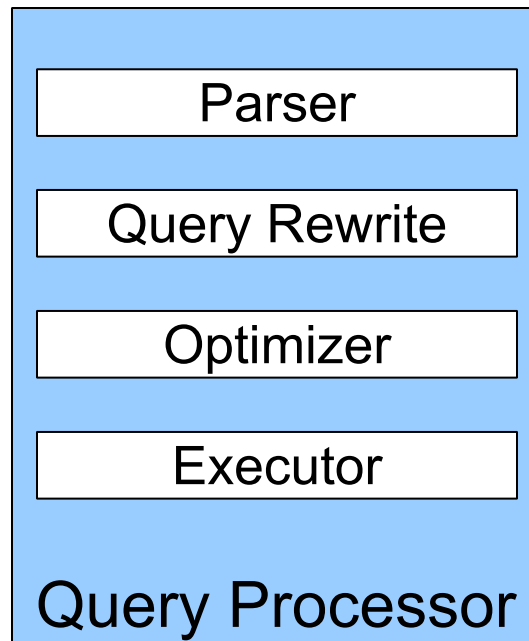 Parser
Query Rewrite
Optimizer
Executor
Query Processor